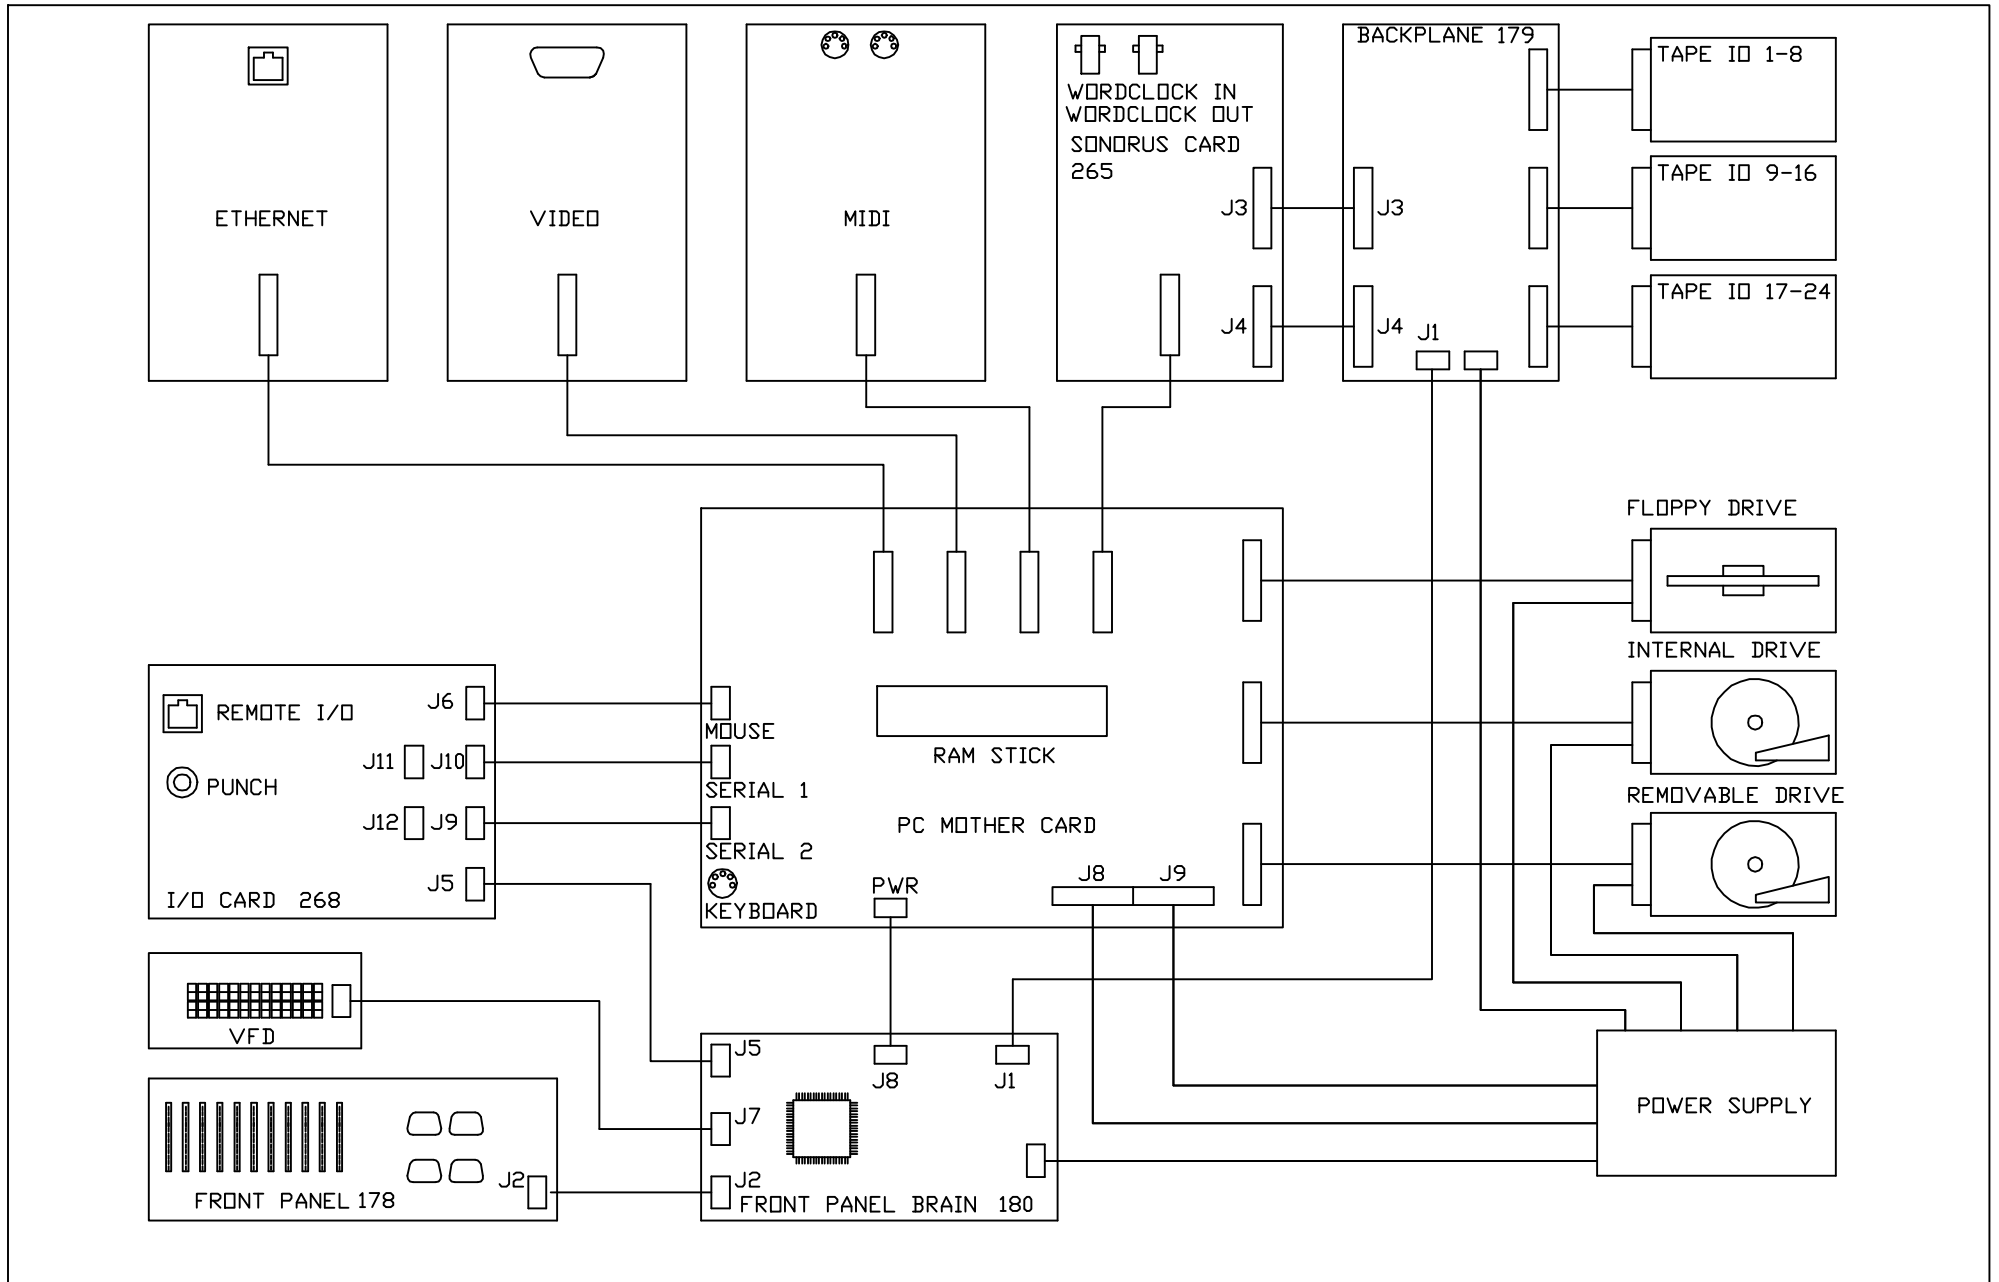 BACKPLANE 179
TAPE IO 1-8
WORDCLOCK IN
WORDCLOCK OUT
SONORUS CARD
265
TAPE IO 9-16
ETHERNET
VIDEO
MIDI
J3
J3
TAPE IO 17-24
J4
J4
J1
FLOPPY DRIVE
INTERNAL DRIVE
REMOTE I/O
J6
MOUSE
RAM STICK
J11
J10
PUNCH
SERIAL 1
REMOVABLE DRIVE
J12
J9
PC MOTHER CARD
SERIAL 2
J5
PWR
J8
J9
I/O CARD 268
KEYBOARD
VFD
J5
J8
J1
J7
POWER SUPPLY
J2
J2
FRONT PANEL 178
FRONT PANEL BRAIN 180